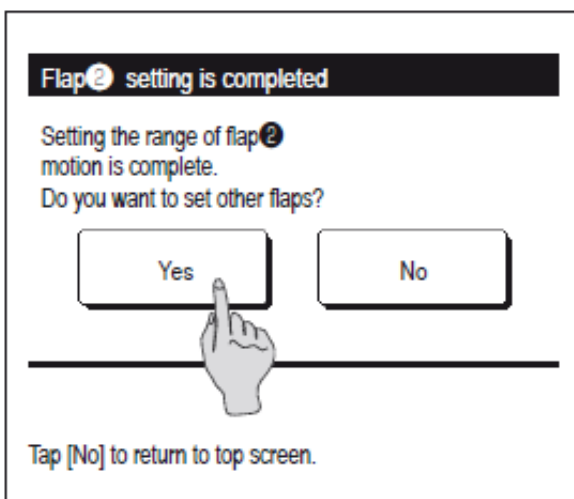 Flap② setting is completed
Setting the range of flap❷
motion is complete.
Do you want to set other flaps?
Yes
No
Tap [No] to return to top screen.